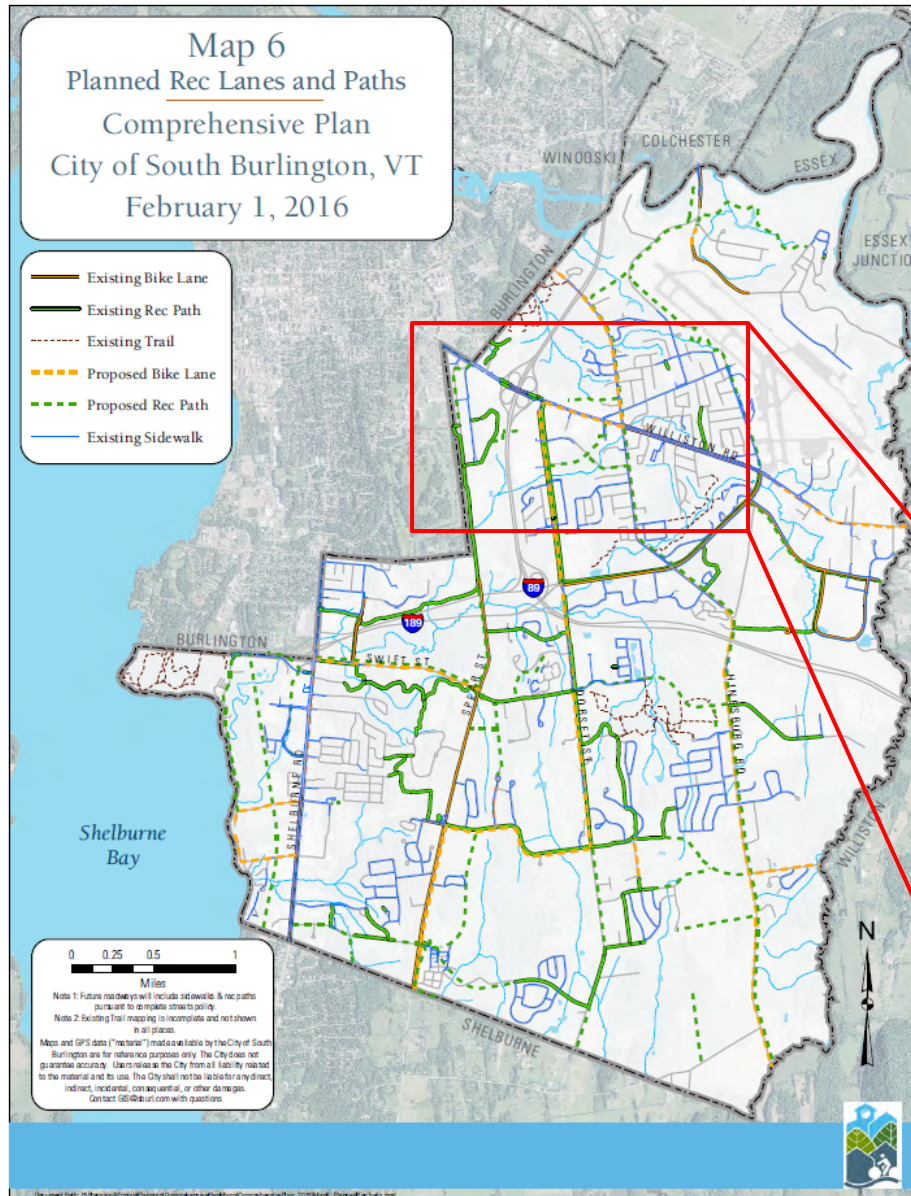 Map 6
Planned Rec Lanes and Paths
Comprehensive Plan
City of South Burlington, VT
February 1, 2016
WINOOSKI
COLCHESTER
ESSEX
ESSEX
JUNCTION
BURLINGTON
Existing Bike Lane
Existing Rec Path
Existing Trail
Proposed Bike Lane
Proposed Rec Path
Existing Sidewalk
WILLISTON RD
89
189
BURLINGTON
SWIFT ST
SPEAR ST
DORSET ST
HINESBURG RD
SHELBURNE RD
Shelburne
Bay
WILLISTON
N
SHELBURNE
0 0.25 0.5 1
Miles
Note 1: Future roadways will include sidewalks & rec paths
pursuant to complete streets policy.
Note 2: Existing Trail mapping is incomplete and not shown
in all places.
Maps and GPS data ("material") made available by the City of South
Burlington are for reference purposes only. The City does not
guarantee accuracy. Users release the City from all liability related
to the material and its use. The City shall not be liable for any direct,
indirect, incidental, consequential, or other damages.
Contact GIS@sburl.com with questions